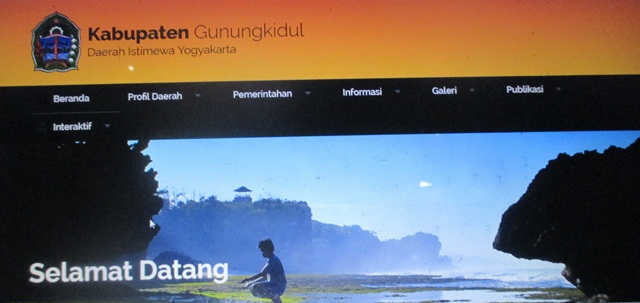 Kabupaten Gunungkidul
Daerah Istimewa Yogyakarta
Beranda Profil Daerah Pemerintahan Informasi Galeri Publikasi
Interaktif
Selamat Datang